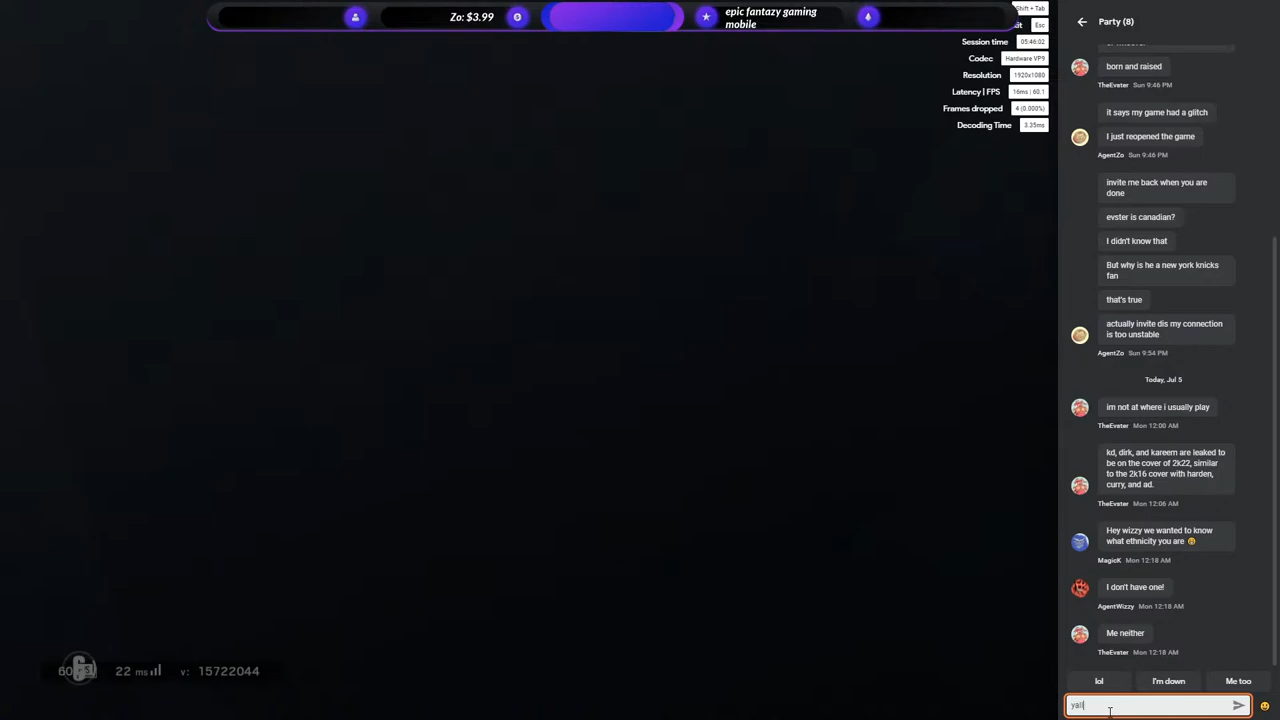 Zo: $3.99
epic fantasy gaming
mobile
Shift + Tab
Esc
Session time 05:46:02
Codec Hardware VP9
Resolution 1920x1080
Latency | FPS 16ms | 60.1
Frames dropped 4 (0.000%)
Decoding Time 3.35ms
22 ms
v: 15722044
Party (8)
born and raised
TheEvster Sun 9:46 PM
it says my game had a glitch
I just reopened the game
AgentZo Sun 9:46 PM
invite me back when you are
done
evster is canadian?
I didn't know that
But why is he a new york knicks
fan
that's true
actually invite dis my connection
is too unstable
AgentZo Sun 9:54 PM
Today, Jul 5
im not at where i usually play
TheEvster Mon 12:00 AM
kd, dirk, and kareem are leaked to
be on the cover of 2k22, similar
to the 2k16 cover with harden,
curry, and ad.
TheEvster Mon 12:06 AM
Hey wizzy we wanted to know
what ethnicity you are
MagicK Mon 12:18 AM
I don't have one!
AgentWizzy Mon 12:18 AM
Me neither
TheEvster Mon 12:18 AM
lol
I'm down
Me too